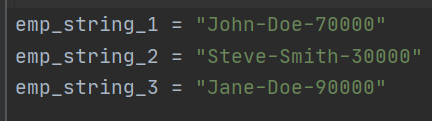 emp_string_1 = "John-Doe-70000"
emp_string_2 = "Steve-Smith-30000"
emp_string_3 = "Jane-Doe-90000"